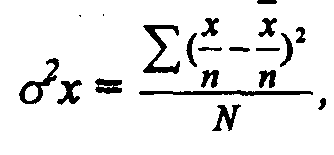 σ²x = ∑(x/n − x̄/n)² / N,